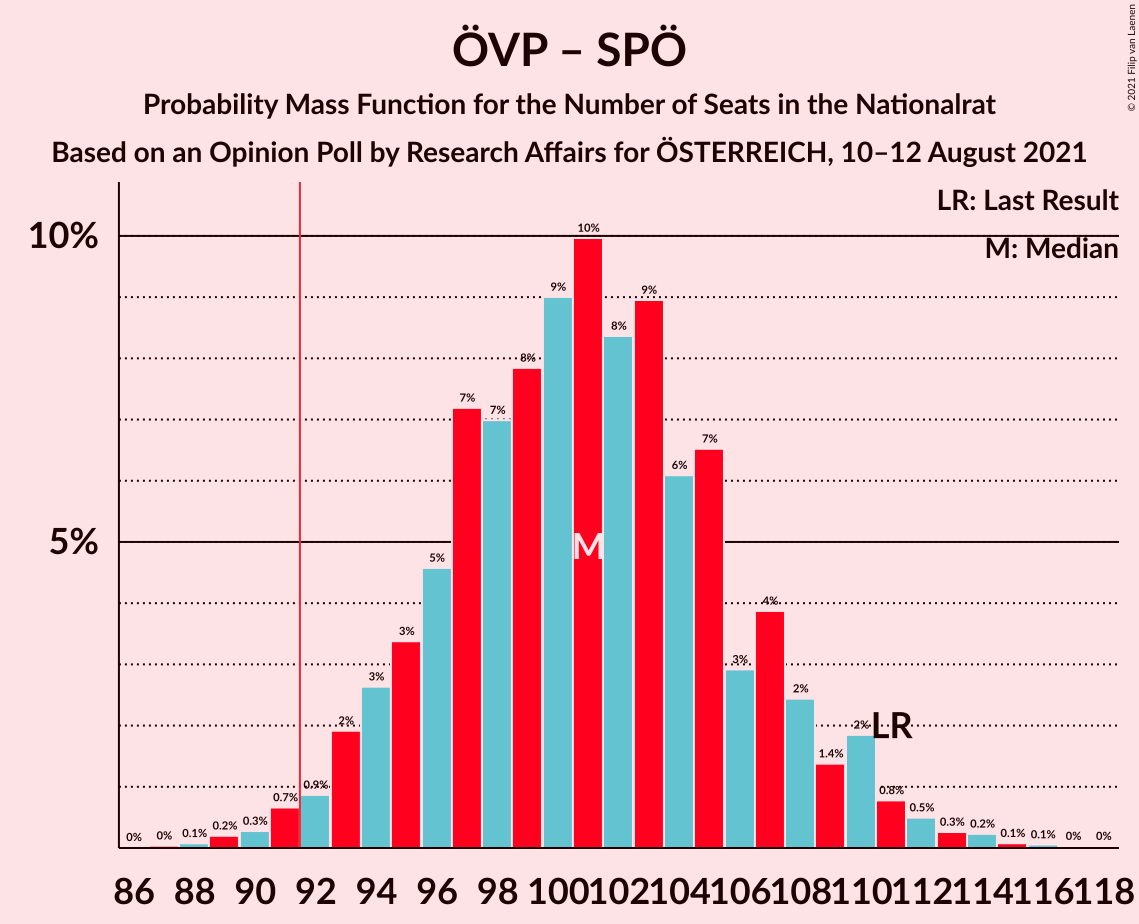 ÖVP – SPÖ
Probability Mass Function for the Number of Seats in the Nationalrat
Based on an Opinion Poll by Research Affairs for ÖSTERREICH, 10–12 August 2021
© 2021 Filip van Laenen
LR: Last Result
M: Median
10%
5%
0% 0% 0.1% 0.2% 0.3% 0.7% 0.9% 2% 3% 3% 5% 7% 7% 8% 9% 10% 8% 9% 6% 7% 3% 4% 2% 1.4% 2% 0.8% 0.5% 0.3% 0.2% 0.1% 0.1% 0% 0%
M
LR
86 88 90 92 94 96 98 100 102 104 106 108 110 112 114 116 118